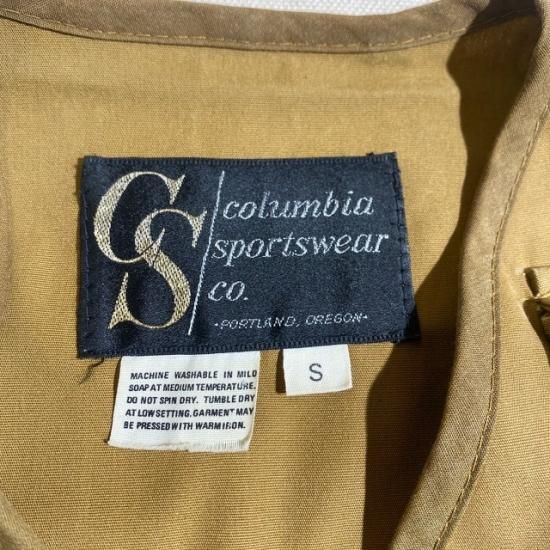 CS
columbia
sportswear
co.
·PORTLAND, OREGON·
MACHINE WASHABLE IN MILD
SOAP AT MEDIUM TEMPERATURE.
DO NOT SPIN DRY. TUMBLE DRY
AT LOW SETTING. GARMENT MAY
BE PRESSED WITH WARM IRON.
S